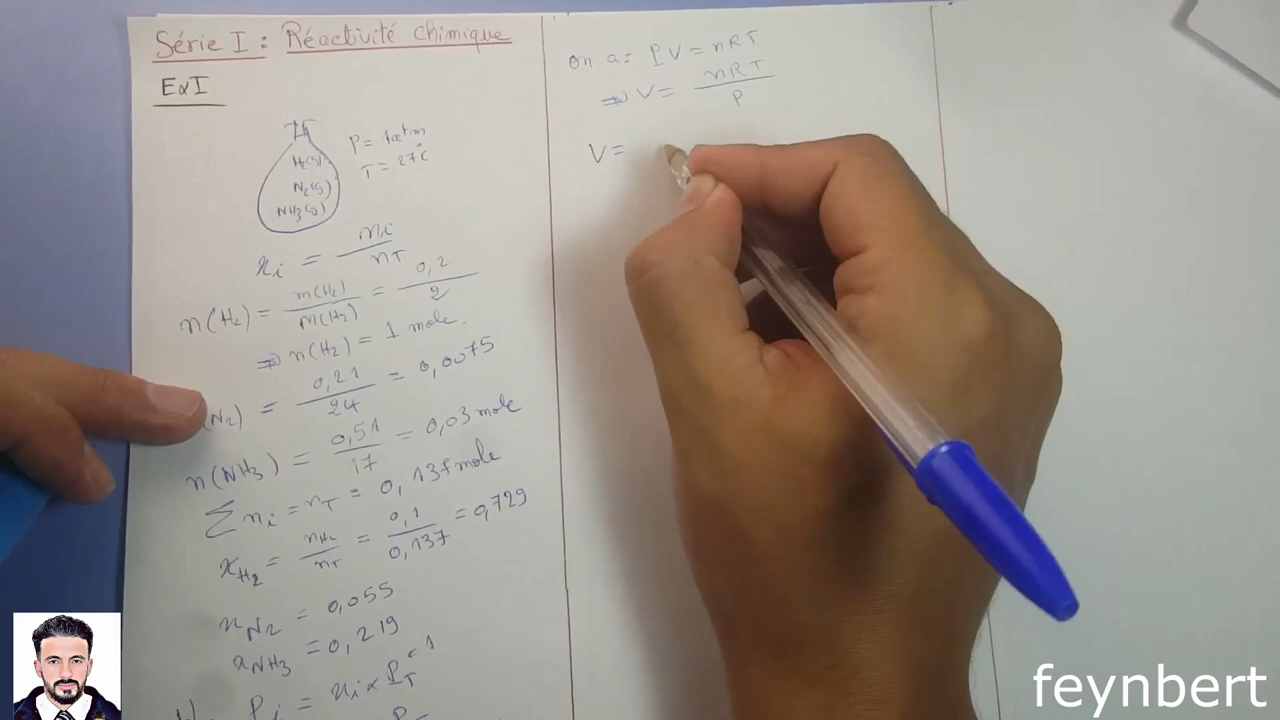 Série I : Réactivité chimique
Ex I
H2(g)
N2(g)
NH3(g)
P = 1atm
T = 27°C
xi = ni / nT
n(H2) = m(H2) / M(H2) = 0,2 / 2
⇒ n(H2) = 1 mole.
(N2) = 0,21 / 24 = 0,0075
n(NH3) = 0,51 / 17 = 0,03 mole
∑ ni = nT = 0,137 mole
xH2 = nH2 / nT = 0,1 / 0,137 = 0,729
xN2 = 0,055
xNH3 = 0,219
Pi = xi × PT
on a: PV = nRT
⇒ V = nRT / P
V =
feynbert